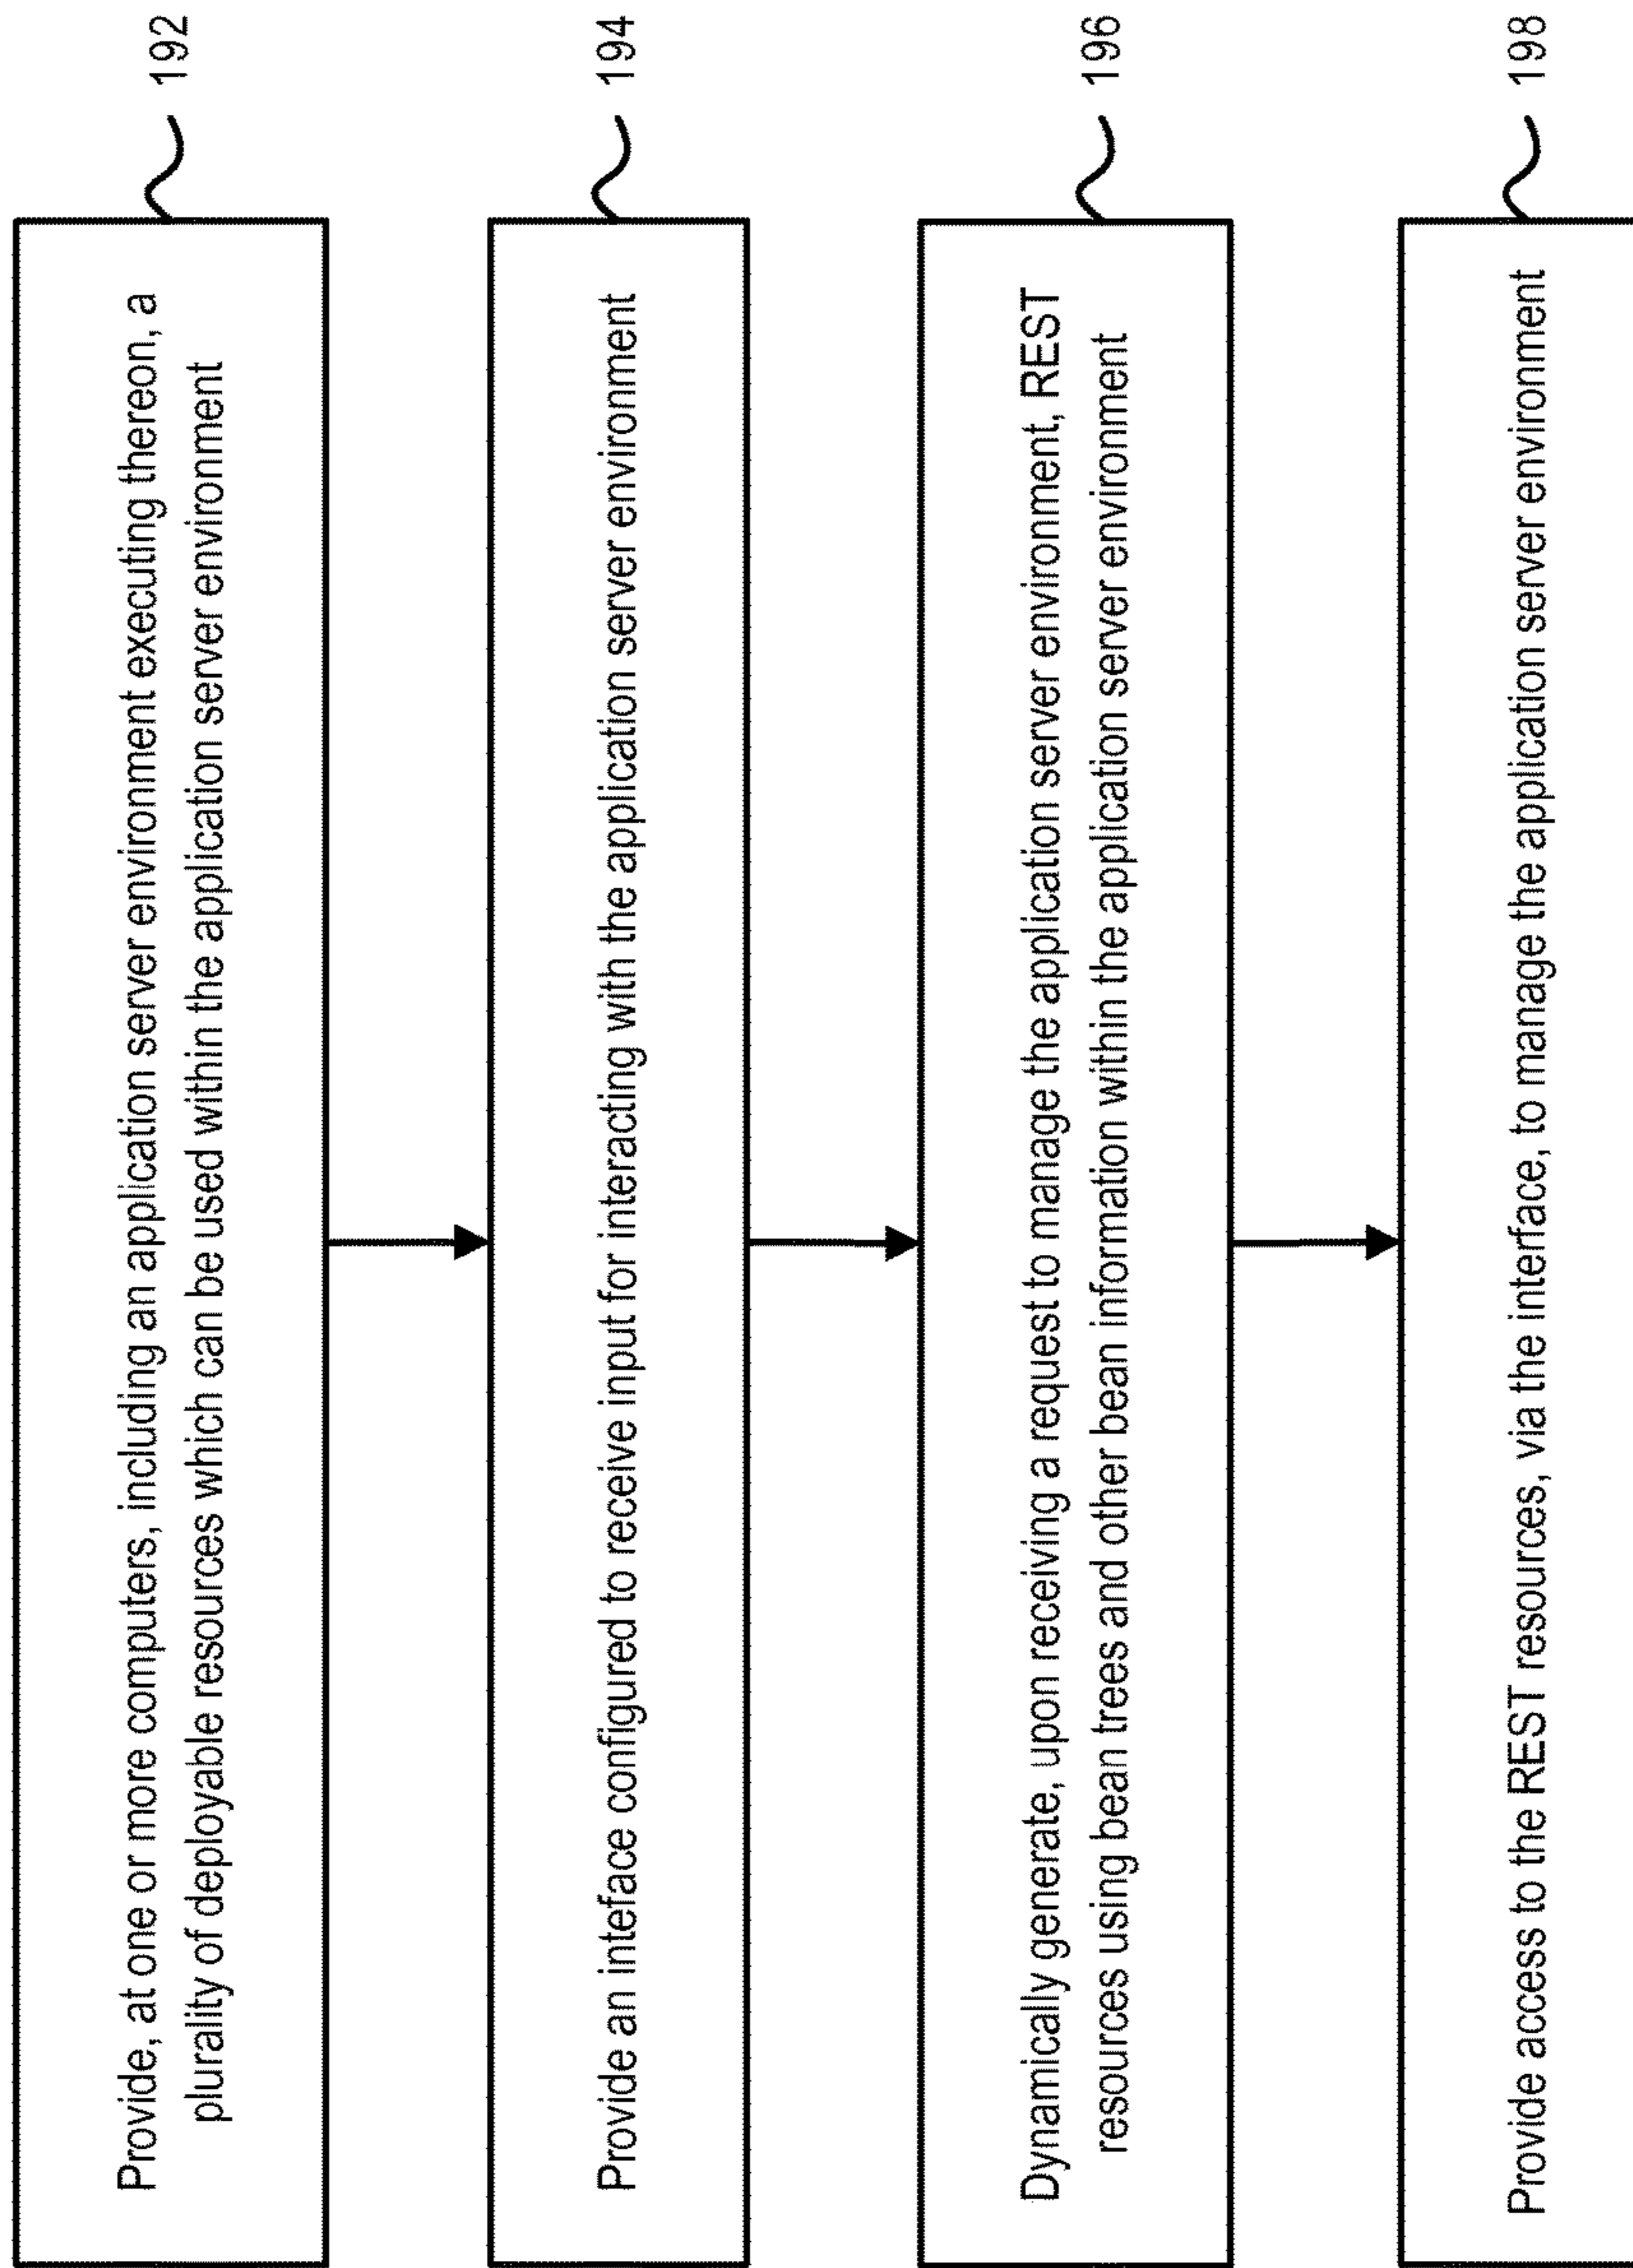 Provide, at one or more computers, including an application server environment executing thereon, a
plurality of deployable resources which can be used within the application server environment
192
Provide an inteface configured to receive input for interacting with the application server environment
194
Dynamically generate, upon receiving a request to manage the application server environment, REST
resources using bean trees and other bean information within the application server environment
196
Provide access to the REST resources, via the interface, to manage the application server environment
198